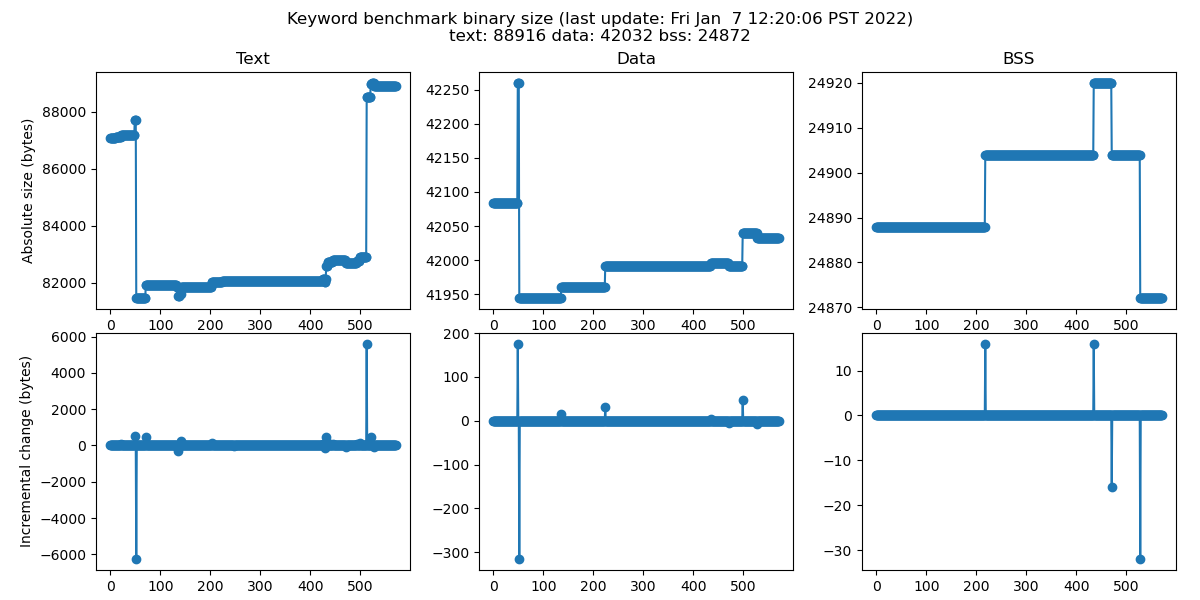 Keyword benchmark binary size (last update: Fri Jan  7 12:20:06 PST 2022)
text: 88916 data: 42032 bss: 24872
Text
Data
BSS
Absolute size (bytes)
88000
86000
84000
82000
0 100 200 300 400 500
42250
42200
42150
42100
42050
42000
41950
0 100 200 300 400 500
24920
24910
24900
24890
24880
24870
0 100 200 300 400 500
Incremental change (bytes)
6000
4000
2000
0
−2000
−4000
−6000
0 100 200 300 400 500
200
100
0
−100
−200
−300
0 100 200 300 400 500
10
0
−10
−20
−30
0 100 200 300 400 500